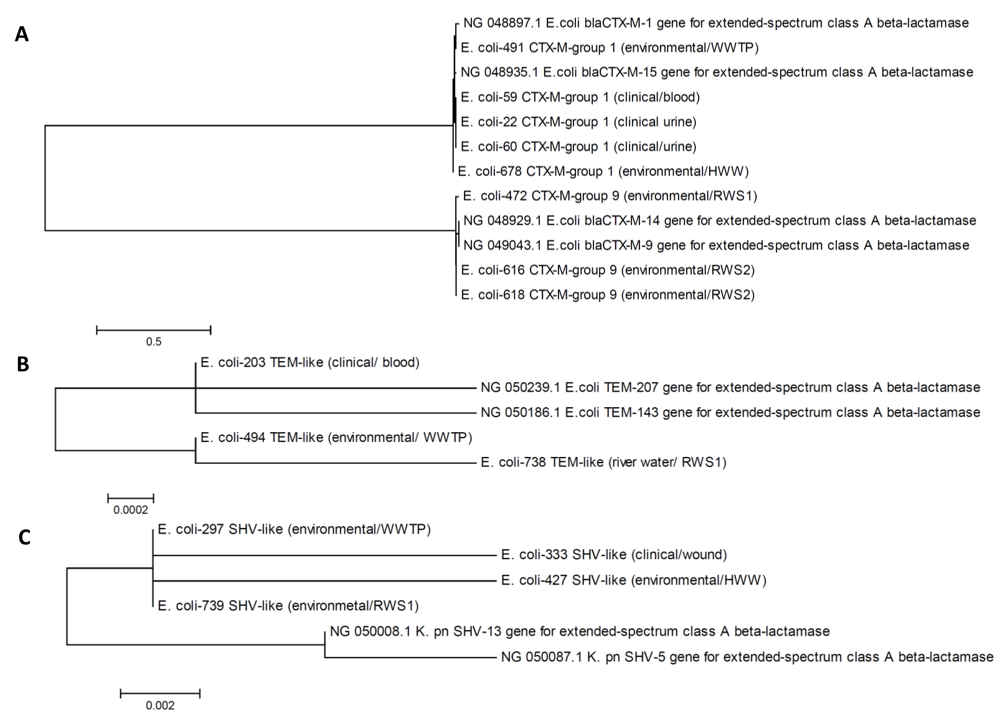 A
NG 048897.1 E.coli blaCTX-M-1 gene for extended-spectrum class A beta-lactamase
E. coli-491 CTX-M-group 1 (environmental/WWTP)
NG 048935.1 E.coli blaCTX-M-15 gene for extended-spectrum class A beta-lactamase
E. coli-59 CTX-M-group 1 (clinical/blood)
E. coli-22 CTX-M-group 1 (clinical urine)
E. coli-60 CTX-M-group 1 (clinical/urine)
E. coli-678 CTX-M-group 1 (environmental/HWW)
E. coli-472 CTX-M-group 9 (environmental/RWS1)
NG 048929.1 E.coli blaCTX-M-14 gene for extended-spectrum class A beta-lactamase
NG 049043.1 E.coli blaCTX-M-9 gene for extended-spectrum class A beta-lactamase
E. coli-616 CTX-M-group 9 (environmental/RWS2)
E. coli-618 CTX-M-group 9 (environmental/RWS2)
0.5
B
E. coli-203 TEM-like (clinical/ blood)
NG 050239.1 E.coli TEM-207 gene for extended-spectrum class A beta-lactamase
NG 050186.1 E.coli TEM-143 gene for extended-spectrum class A beta-lactamase
E. coli-494 TEM-like (environmental/ WWTP)
E. coli-738 TEM-like (river water/ RWS1)
0.0002
C
E. coli-297 SHV-like (environmental/WWTP)
E. coli-333 SHV-like (clinical/wound)
E. coli-427 SHV-like (environmental/HWW)
E. coli-739 SHV-like (environmetal/RWS1)
NG 050008.1 K. pn SHV-13 gene for extended-spectrum class A beta-lactamase
NG 050087.1 K. pn SHV-5 gene for extended-spectrum class A beta-lactamase
0.002